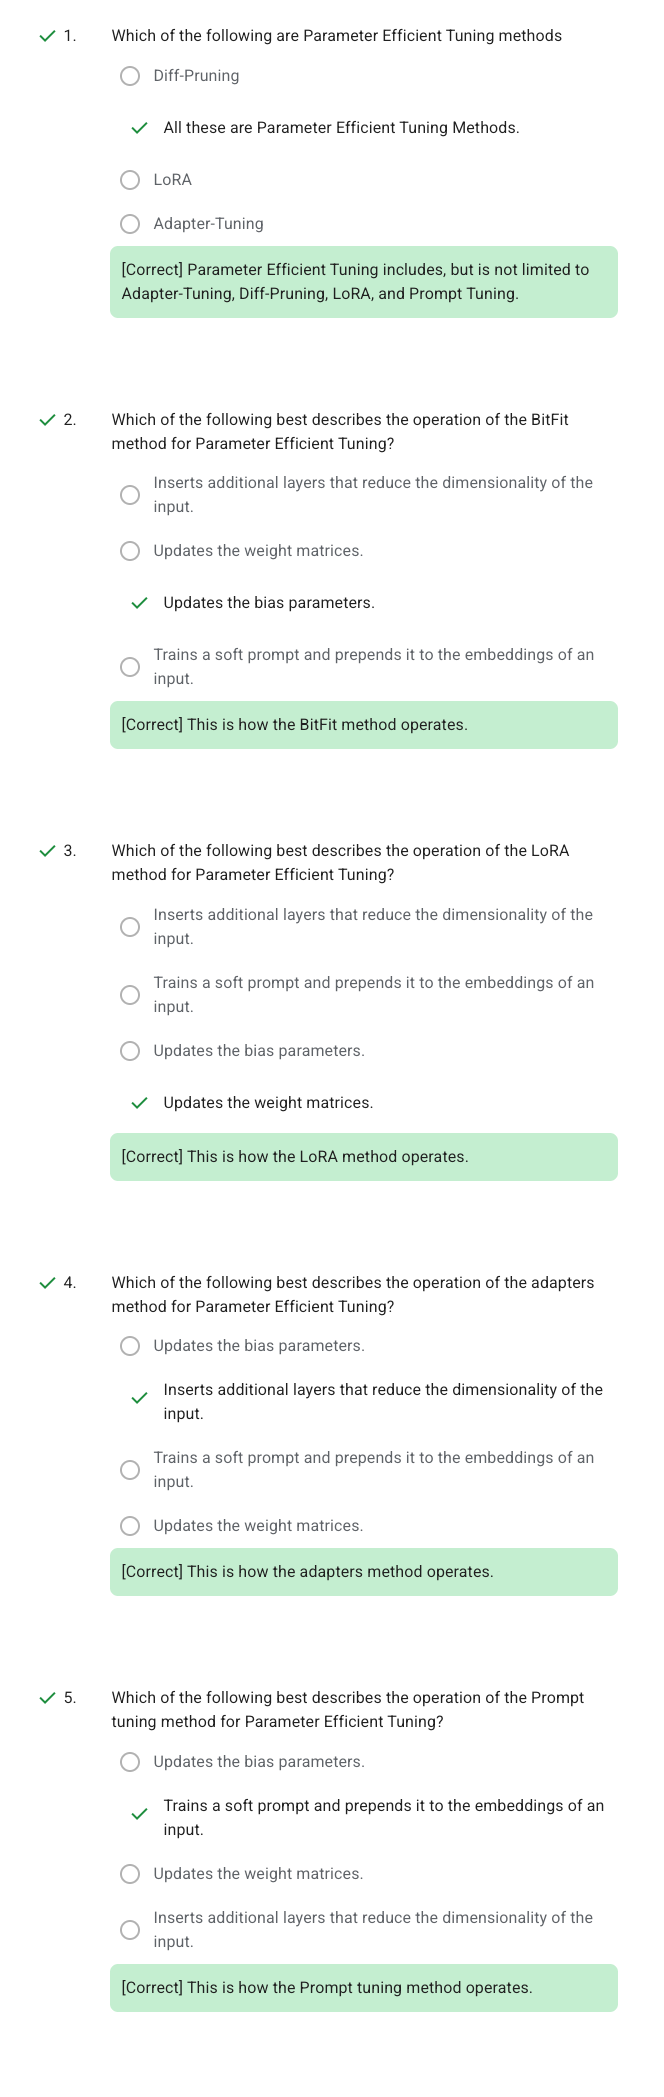 1. Which of the following are Parameter Efficient Tuning methods
Diff-Pruning
All these are Parameter Efficient Tuning Methods.
LoRA
Adapter-Tuning
[Correct] Parameter Efficient Tuning includes, but is not limited to
Adapter-Tuning, Diff-Pruning, LoRA, and Prompt Tuning.
2. Which of the following best describes the operation of the BitFit
method for Parameter Efficient Tuning?
Inserts additional layers that reduce the dimensionality of the
input.
Updates the weight matrices.
Updates the bias parameters.
Trains a soft prompt and prepends it to the embeddings of an
input.
[Correct] This is how the BitFit method operates.
3. Which of the following best describes the operation of the LoRA
method for Parameter Efficient Tuning?
Inserts additional layers that reduce the dimensionality of the
input.
Trains a soft prompt and prepends it to the embeddings of an
input.
Updates the bias parameters.
Updates the weight matrices.
[Correct] This is how the LoRA method operates.
4. Which of the following best describes the operation of the adapters
method for Parameter Efficient Tuning?
Updates the bias parameters.
Inserts additional layers that reduce the dimensionality of the
input.
Trains a soft prompt and prepends it to the embeddings of an
input.
Updates the weight matrices.
[Correct] This is how the adapters method operates.
5. Which of the following best describes the operation of the Prompt
tuning method for Parameter Efficient Tuning?
Updates the bias parameters.
Trains a soft prompt and prepends it to the embeddings of an
input.
Updates the weight matrices.
Inserts additional layers that reduce the dimensionality of the
input.
[Correct] This is how the Prompt tuning method operates.